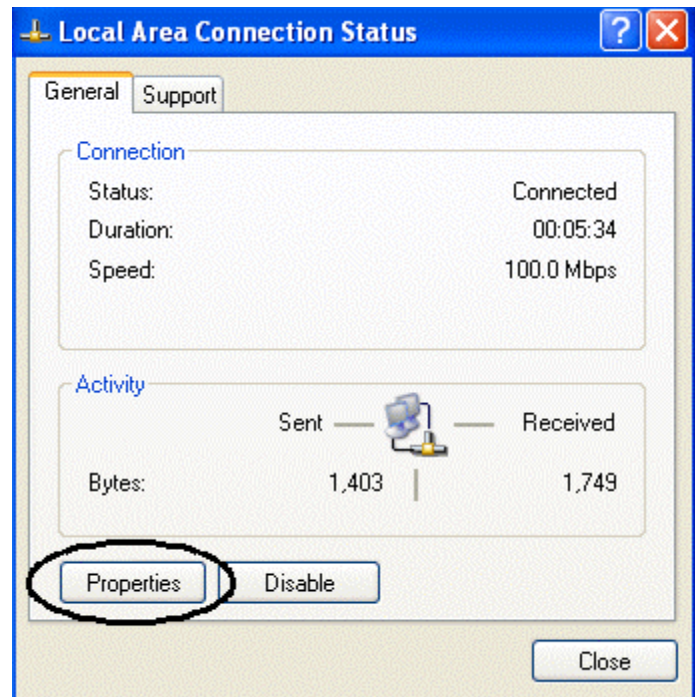 Local Area Connection Status
General Support
Connection
Status: Connected
Duration: 00:05:34
Speed: 100.0 Mbps
Activity
Sent Received
Bytes: 1,403 1,749
Properties Disable
Close